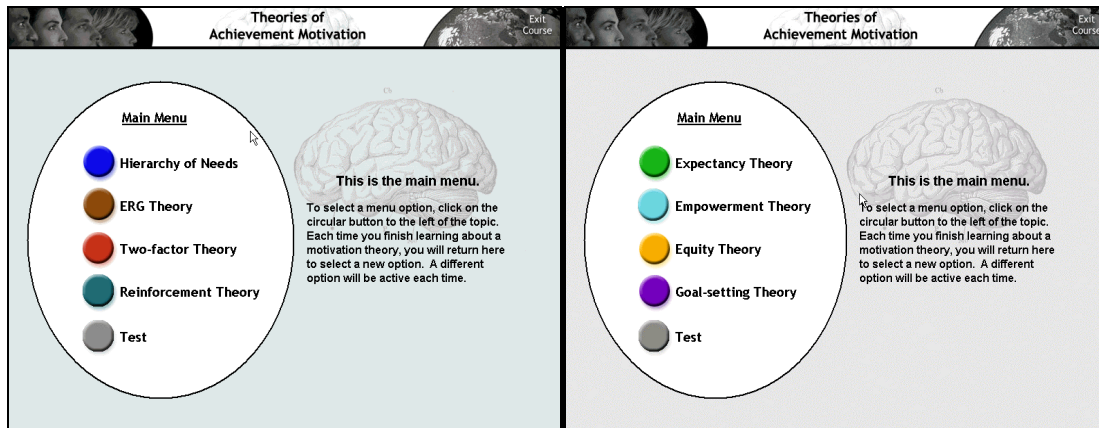 Theories of
Achievement Motivation
Exit
Course
Main Menu
Hierarchy of Needs
ERG Theory
Two-factor Theory
Reinforcement Theory
Test
Ch
This is the main menu.
To select a menu option, click on the
circular button to the left of the topic.
Each time you finish learning about a
motivation theory, you will return here
to select a new option.  A different
option will be active each time.
Theories of
Achievement Motivation
Exit
Course
Main Menu
Expectancy Theory
Empowerment Theory
Equity Theory
Goal-setting Theory
Test
Ch
This is the main menu.
To select a menu option, click on the
circular button to the left of the topic.
Each time you finish learning about a
motivation theory, you will return here
to select a new option.  A different
option will be active each time.